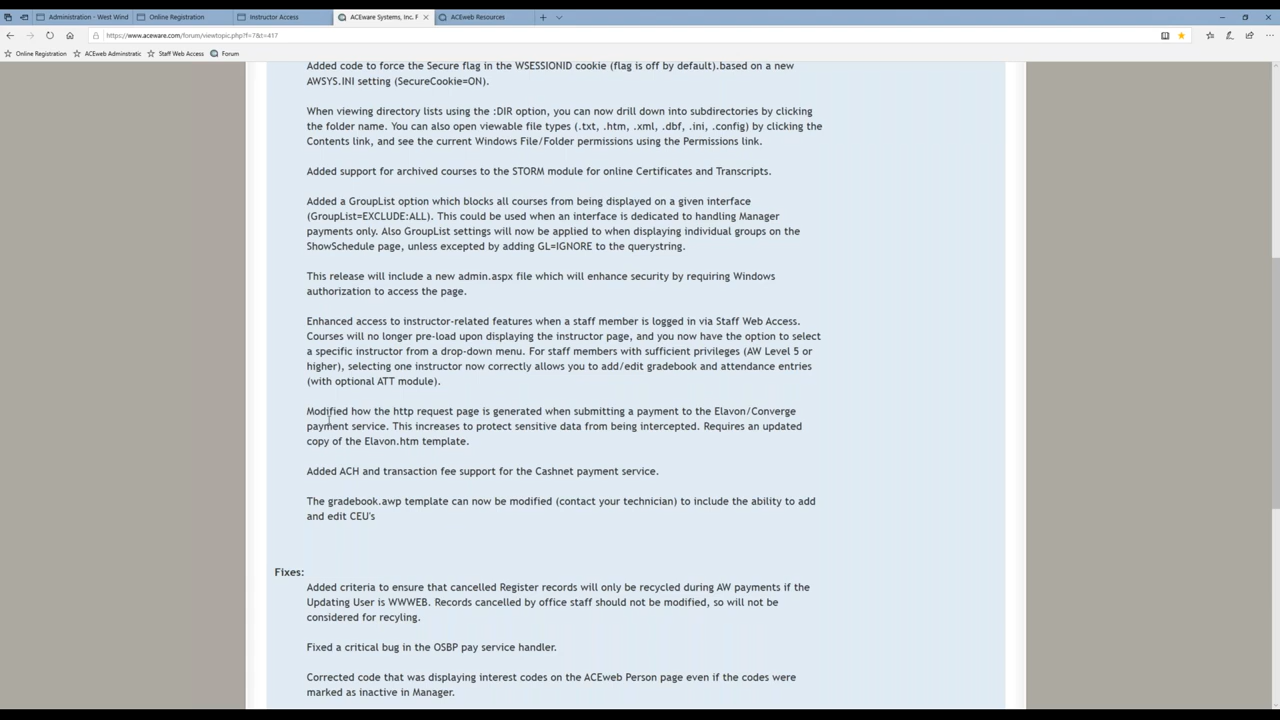 Administration - West Wind
Online Registration
Instructor Access
ACEware Systems, Inc. F
ACEweb Resources
https://www.aceware.com/forum/viewtopic.php?f=7&t=417
Online Registration
ACEweb Adminstratic
Staff Web Access
Forum
Added code to force the Secure flag in the WSESSIONID cookie (flag is off by default).based on a new
AWSYS.INI setting (SecureCookie=ON).
When viewing directory lists using the :DIR option, you can now drill down into subdirectories by clicking
the folder name. You can also open viewable file types (.txt, .htm, .xml, .dbf, .ini, .config) by clicking the
Contents link, and see the current Windows File/Folder permissions using the Permissions link.
Added support for archived courses to the STORM module for online Certificates and Transcripts.
Added a GroupList option which blocks all courses from being displayed on a given interface
(GroupList=EXCLUDE:ALL). This could be used when an interface is dedicated to handling Manager
payments only. Also GroupList settings will now be applied to when displaying individual groups on the
ShowSchedule page, unless excepted by adding GL=IGNORE to the querystring.
This release will include a new admin.aspx file which will enhance security by requiring Windows
authorization to access the page.
Enhanced access to instructor-related features when a staff member is logged in via Staff Web Access.
Courses will no longer pre-load upon displaying the instructor page, and you now have the option to select
a specific instructor from a drop-down menu. For staff members with sufficient privileges (AW Level 5 or
higher), selecting one instructor now correctly allows you to add/edit gradebook and attendance entries
(with optional ATT module).
Modified how the http request page is generated when submitting a payment to the Elavon/Converge
payment service. This increases to protect sensitive data from being intercepted. Requires an updated
copy of the Elavon.htm template.
Added ACH and transaction fee support for the Cashnet payment service.
The gradebook.awp template can now be modified (contact your technician) to include the ability to add
and edit CEU's
Fixes:
Added criteria to ensure that cancelled Register records will only be recycled during AW payments if the
Updating User is WWWEB. Records cancelled by office staff should not be modified, so will not be
considered for recyling.
Fixed a critical bug in the OSBP pay service handler.
Corrected code that was displaying interest codes on the ACEweb Person page even if the codes were
marked as inactive in Manager.